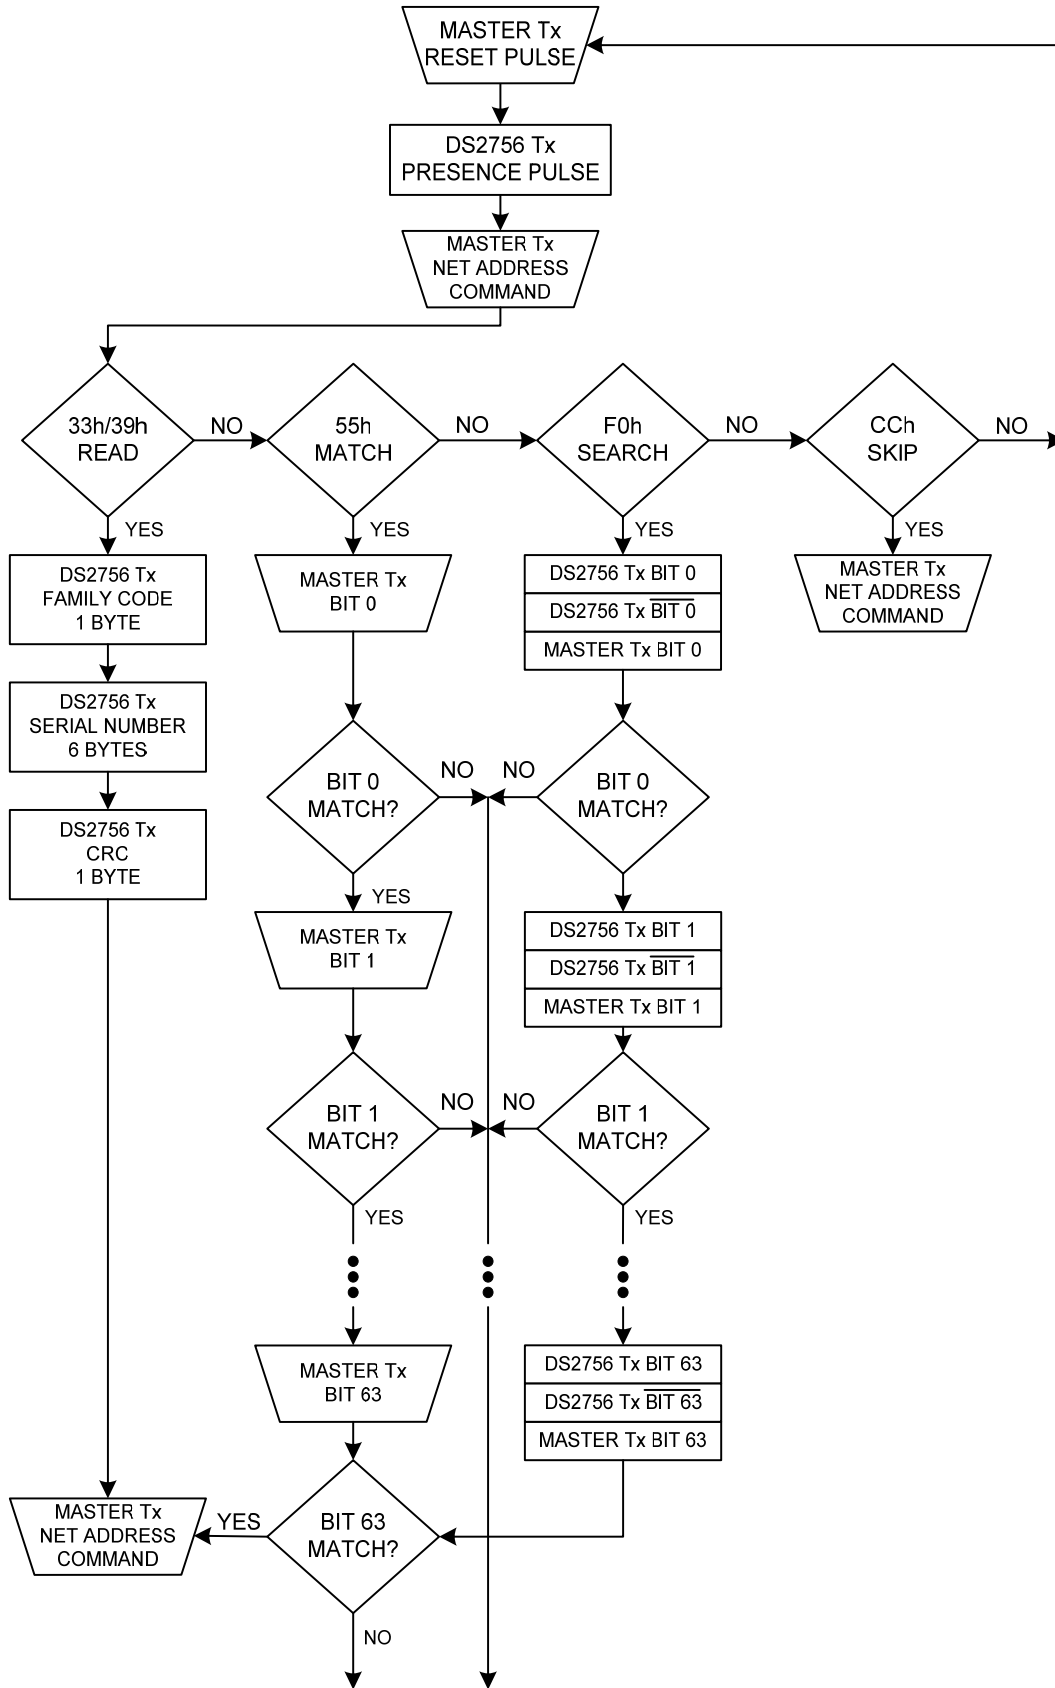 MASTER Tx
RESET PULSE
DS2756 Tx
PRESENCE PULSE
MASTER Tx
NET ADDRESS
COMMAND
33h/39h
READ
NO
55h
MATCH
NO
F0h
SEARCH
NO
CCh
SKIP
NO
YES
YES
YES
YES
DS2756 Tx
FAMILY CODE
1 BYTE
MASTER Tx
BIT 0
DS2756 Tx BIT 0
DS2756 Tx B̅I̅T̅ ̅0̅
MASTER Tx BIT 0
MASTER Tx
NET ADDRESS
COMMAND
DS2756 Tx
SERIAL NUMBER
6 BYTES
DS2756 Tx
CRC
1 BYTE
BIT 0
MATCH?
NO
NO
BIT 0
MATCH?
YES
MASTER Tx
BIT 1
DS2756 Tx BIT 1
DS2756 Tx B̅I̅T̅ ̅1̅
MASTER Tx BIT 1
BIT 1
MATCH?
NO
NO
BIT 1
MATCH?
YES
YES
MASTER Tx
BIT 63
DS2756 Tx BIT 63
DS2756 Tx B̅I̅T̅ ̅6̅3̅
MASTER Tx BIT 63
MASTER Tx
NET ADDRESS
COMMAND
YES
BIT 63
MATCH?
NO